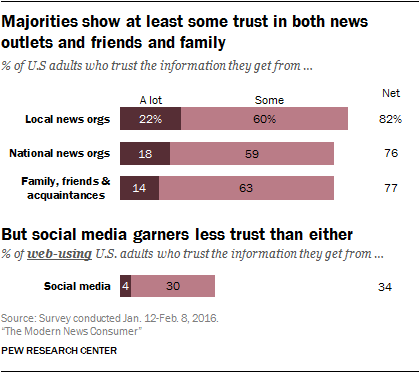 Majorities show at least some trust in both news
outlets and friends and family
% of U.S adults who trust the information they get from ...
A lot Some Net
Local news orgs 22% 60% 82%
National news orgs 18 59 76
Family, friends &
acquaintances 14 63 77
But social media garners less trust than either
% of web-using U.S. adults who trust the information they get from ...
Social media 4 30 34
Source: Survey conducted Jan. 12-Feb. 8, 2016.
"The Modern News Consumer"
PEW RESEARCH CENTER